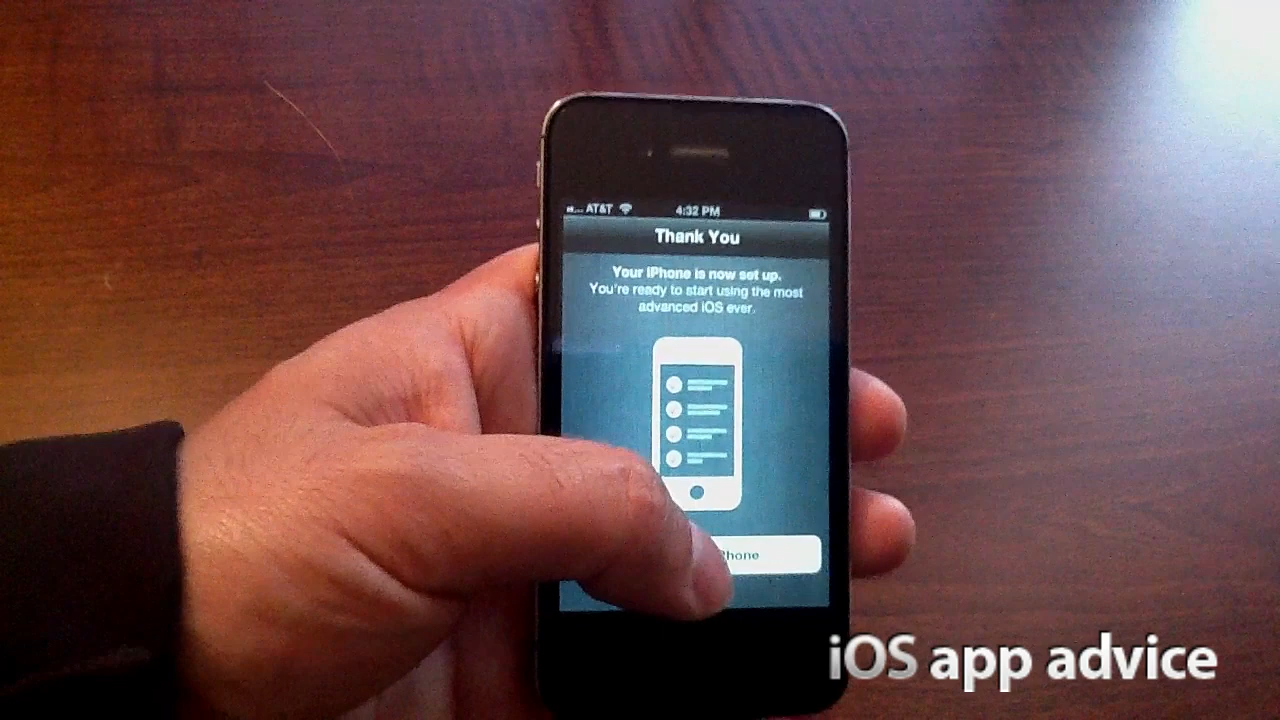 AT&T 4:32 PM
Thank You
Your iPhone is now set up.
You're ready to start using the most
advanced iOS ever.
Phone
iOS app advice